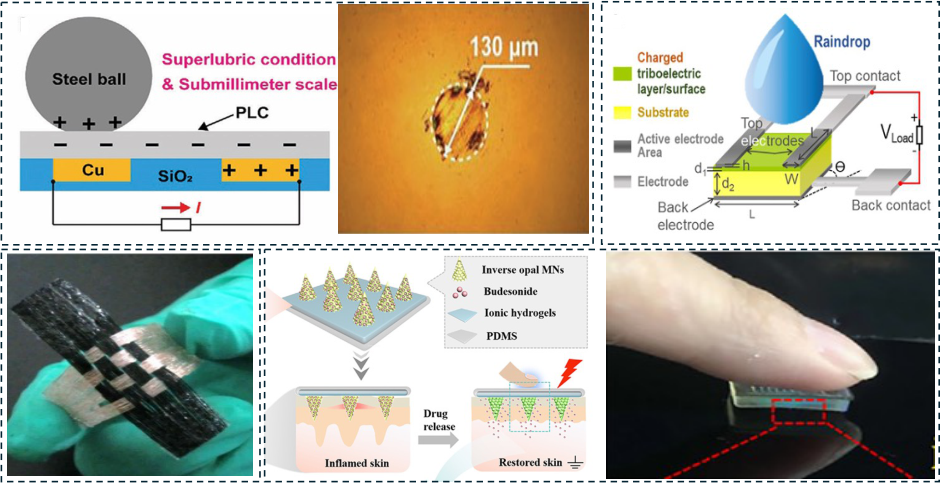 Steel ball
Superlubric condition
& Submillimeter scale
PLC
+ + +
− − − − − −
Cu
SiO₂
+ + +
+ +
I
130 μm
Raindrop
Charged
triboelectric
layer/surface
Substrate
Active electrode
Area
Electrode
Top contact
Top
electrodes
L
V Load
+
-
d₁
h
d₂
W
Θ
L
Back
electrode
Back contact
Inverse opal MNs
Budesonide
Ionic hydrogels
PDMS
Drug
release
Inflamed skin
Restored skin